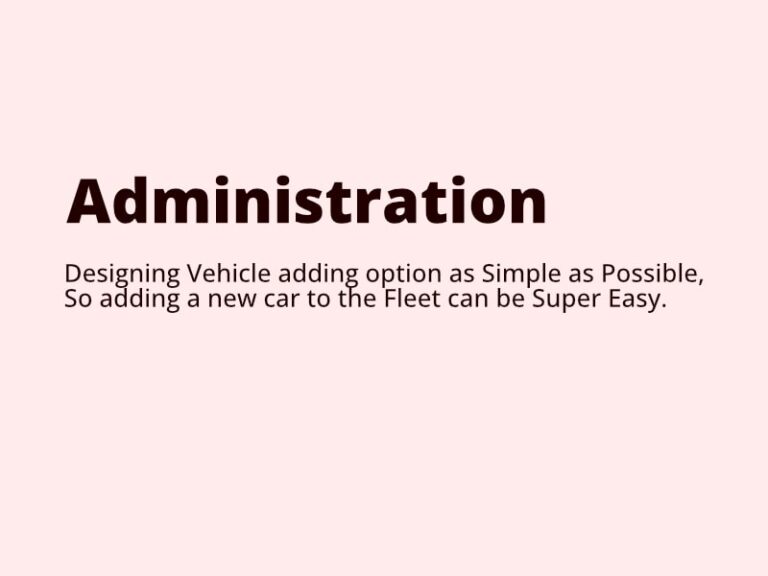 Administration
Designing Vehicle adding option as Simple as Possible,
So adding a new car to the Fleet can be Super Easy.